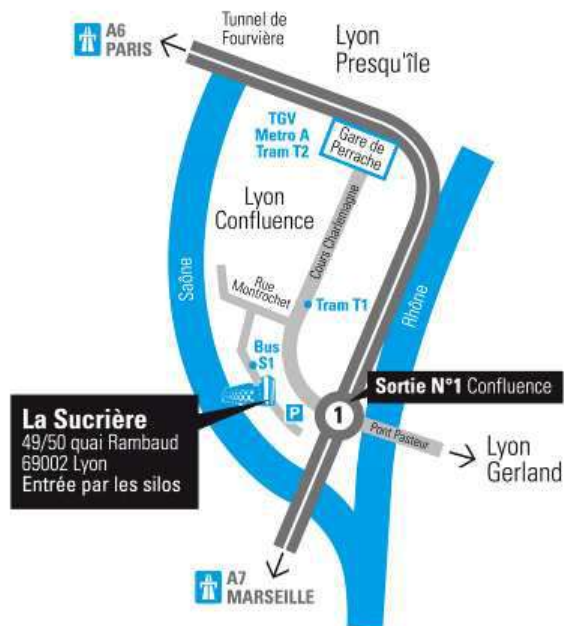 Tunnel de
Fourvière
A6
PARIS
Lyon
Presqu'île
TGV
Metro A
Tram T2
Gare de
Perrache
Lyon
Confluence
Cours Charlemagne
Saône
Rue
Montrochet
Tram T1
Rhône
Bus
S1
Sortie N°1 Confluence
La Sucrière
49/50 quai Rambaud
69002 Lyon
Entrée par les silos
P
1
Pont Pasteur
Lyon
Gerland
A7
MARSEILLE